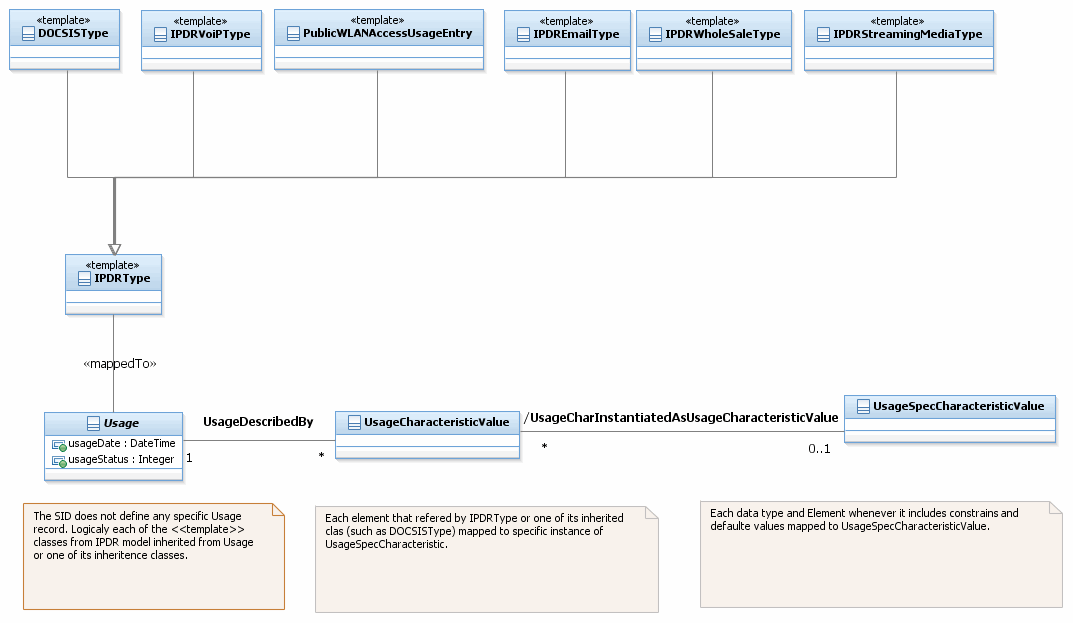 «template»
DOCSISType
«template»
IPDRVoiPType
«template»
PublicWLANAccessUsageEntry
«template»
IPDREmailType
«template»
IPDRWholeSaleType
«template»
IPDRStreamingMediaType
«template»
IPDRType
«mappedTo»
Usage
usageDate : DateTime
usageStatus : Integer
UsageDescribedBy
1
*
UsageCharacteristicValue
/UsageCharInstantiatedAsUsageCharacteristicValue
*
0..1
UsageSpecCharacteristicValue
The SID does not define any specific Usage
record. Logicaly each of the <<template>>
classes from IPDR model inherited from Usage
or one of its inheritence classes.
Each element that refered by IPDRType or one of its inherited
clas (such as DOCSISType) mapped to specific instance of
UsageSpecCharacteristic.
Each data type and Element whenever it includes constrains and
defaulte values mapped to UsageSpecCharacteristicValue.